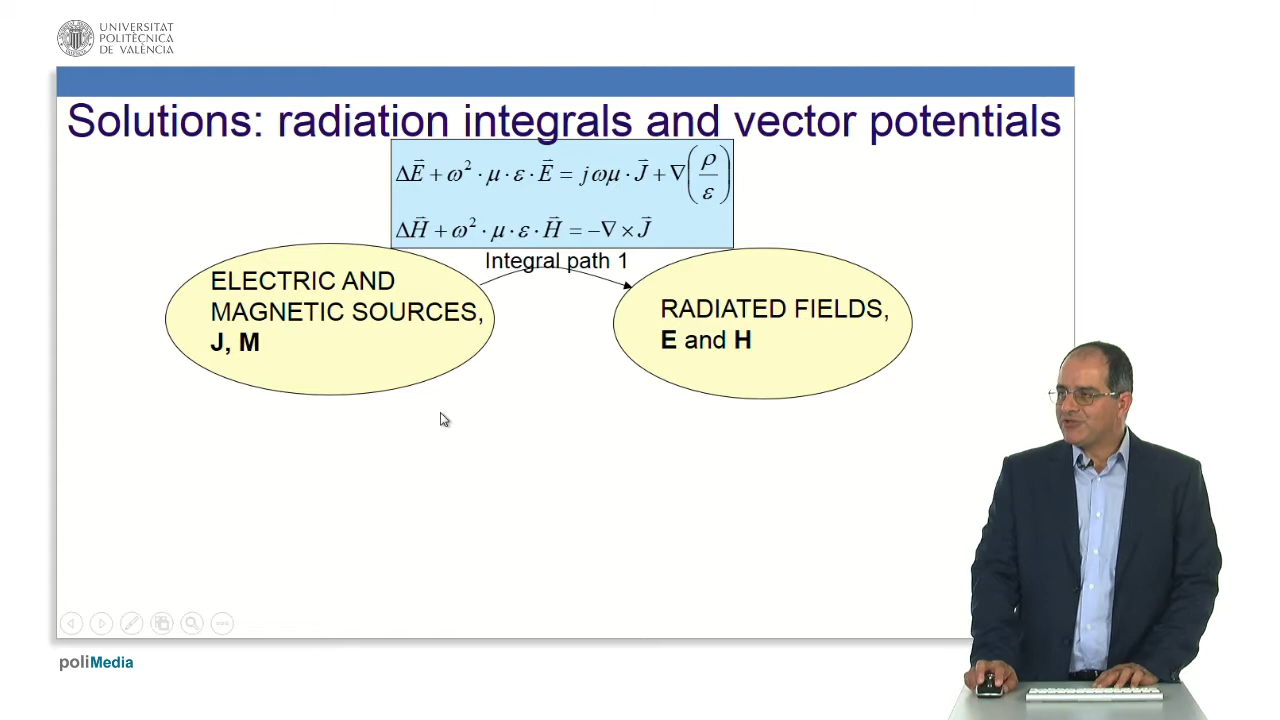 UNIVERSITAT
POLITÈCNICA
DE VALÈNCIA
Solutions: radiation integrals and vector potentials
ΔE⃗ + ω² · μ · ε · E⃗ = jωμ · J⃗ + ∇(ρ/ε)
ΔH⃗ + ω² · μ · ε · H⃗ = −∇ × J⃗
Integral path 1
ELECTRIC AND
MAGNETIC SOURCES,
J, M
RADIATED FIELDS,
E and H
poliMedia